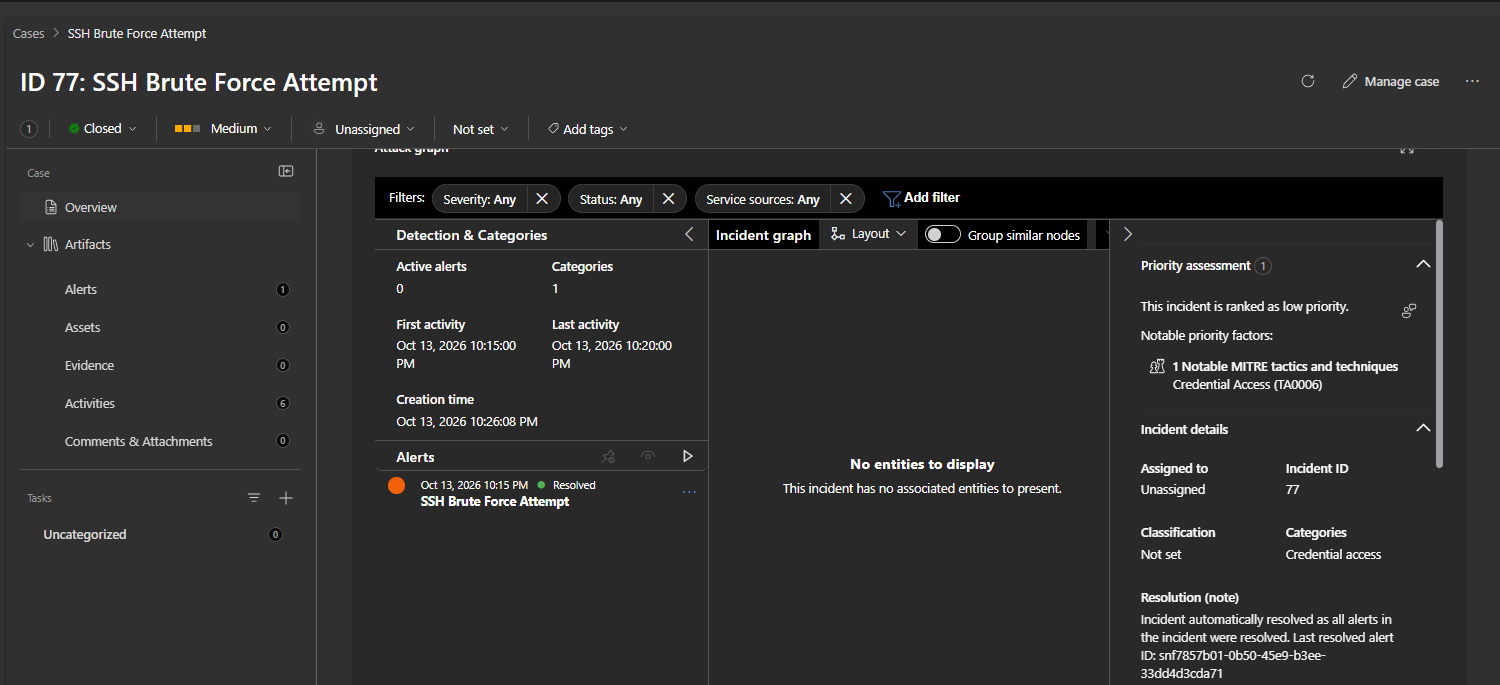 Cases > SSH Brute Force Attempt
ID 77: SSH Brute Force Attempt
Manage case
1 Closed Medium Unassigned Not set Add tags
Case
Overview
Artifacts
Alerts 1
Assets 0
Evidence 0
Activities 6
Comments & Attachments 0
Tasks
Uncategorized 0
Attack graph
Filters: Severity: Any Status: Any Service sources: Any Add filter
Detection & Categories
Active alerts Categories
0 1
First activity Last activity
Oct 13, 2026 10:15:00 Oct 13, 2026 10:20:00
PM PM
Creation time
Oct 13, 2026 10:26:08 PM
Alerts
Oct 13, 2026 10:15 PM Resolved
SSH Brute Force Attempt
Incident graph Layout Group similar nodes
No entities to display
This incident has no associated entities to present.
Priority assessment 1
This incident is ranked as low priority.
Notable priority factors:
1 Notable MITRE tactics and techniques
Credential Access (TA0006)
Incident details
Assigned to Incident ID
Unassigned 77
Classification Categories
Not set Credential access
Resolution (note)
Incident automatically resolved as all alerts in
the incident were resolved. Last resolved alert
ID: snf7857b01-0b50-45e9-b3ee-
33dd4d3cda71